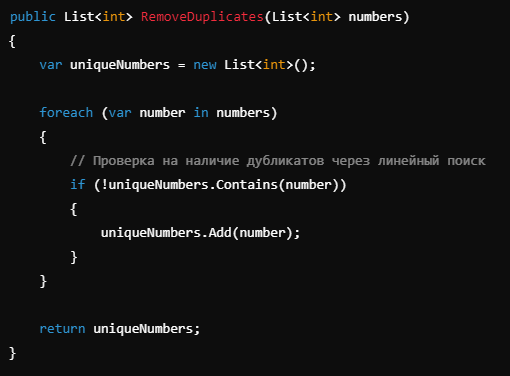 public List<int> RemoveDuplicates(List<int> numbers)
{
    var uniqueNumbers = new List<int>();

    foreach (var number in numbers)
    {
        // Проверка на наличие дубликатов через линейный поиск
        if (!uniqueNumbers.Contains(number))
        {
            uniqueNumbers.Add(number);
        }
    }

    return uniqueNumbers;
}